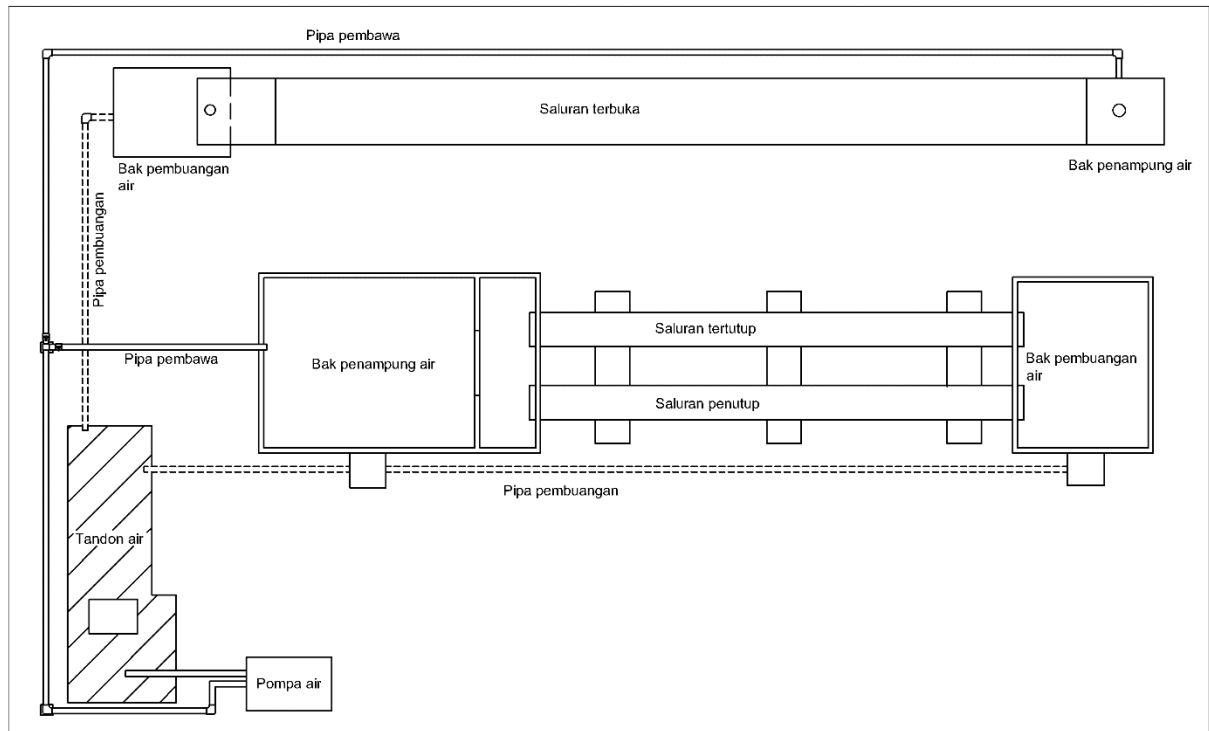 Pipa pembawa
Saluran terbuka
Bak pembuangan
air
Bak penampung air
Pipa pembuangan
Pipa pembawa
Bak penampung air
Saluran tertutup
Saluran penutup
Bak pembuangan
air
Pipa pembuangan
Tandon air
Pompa air